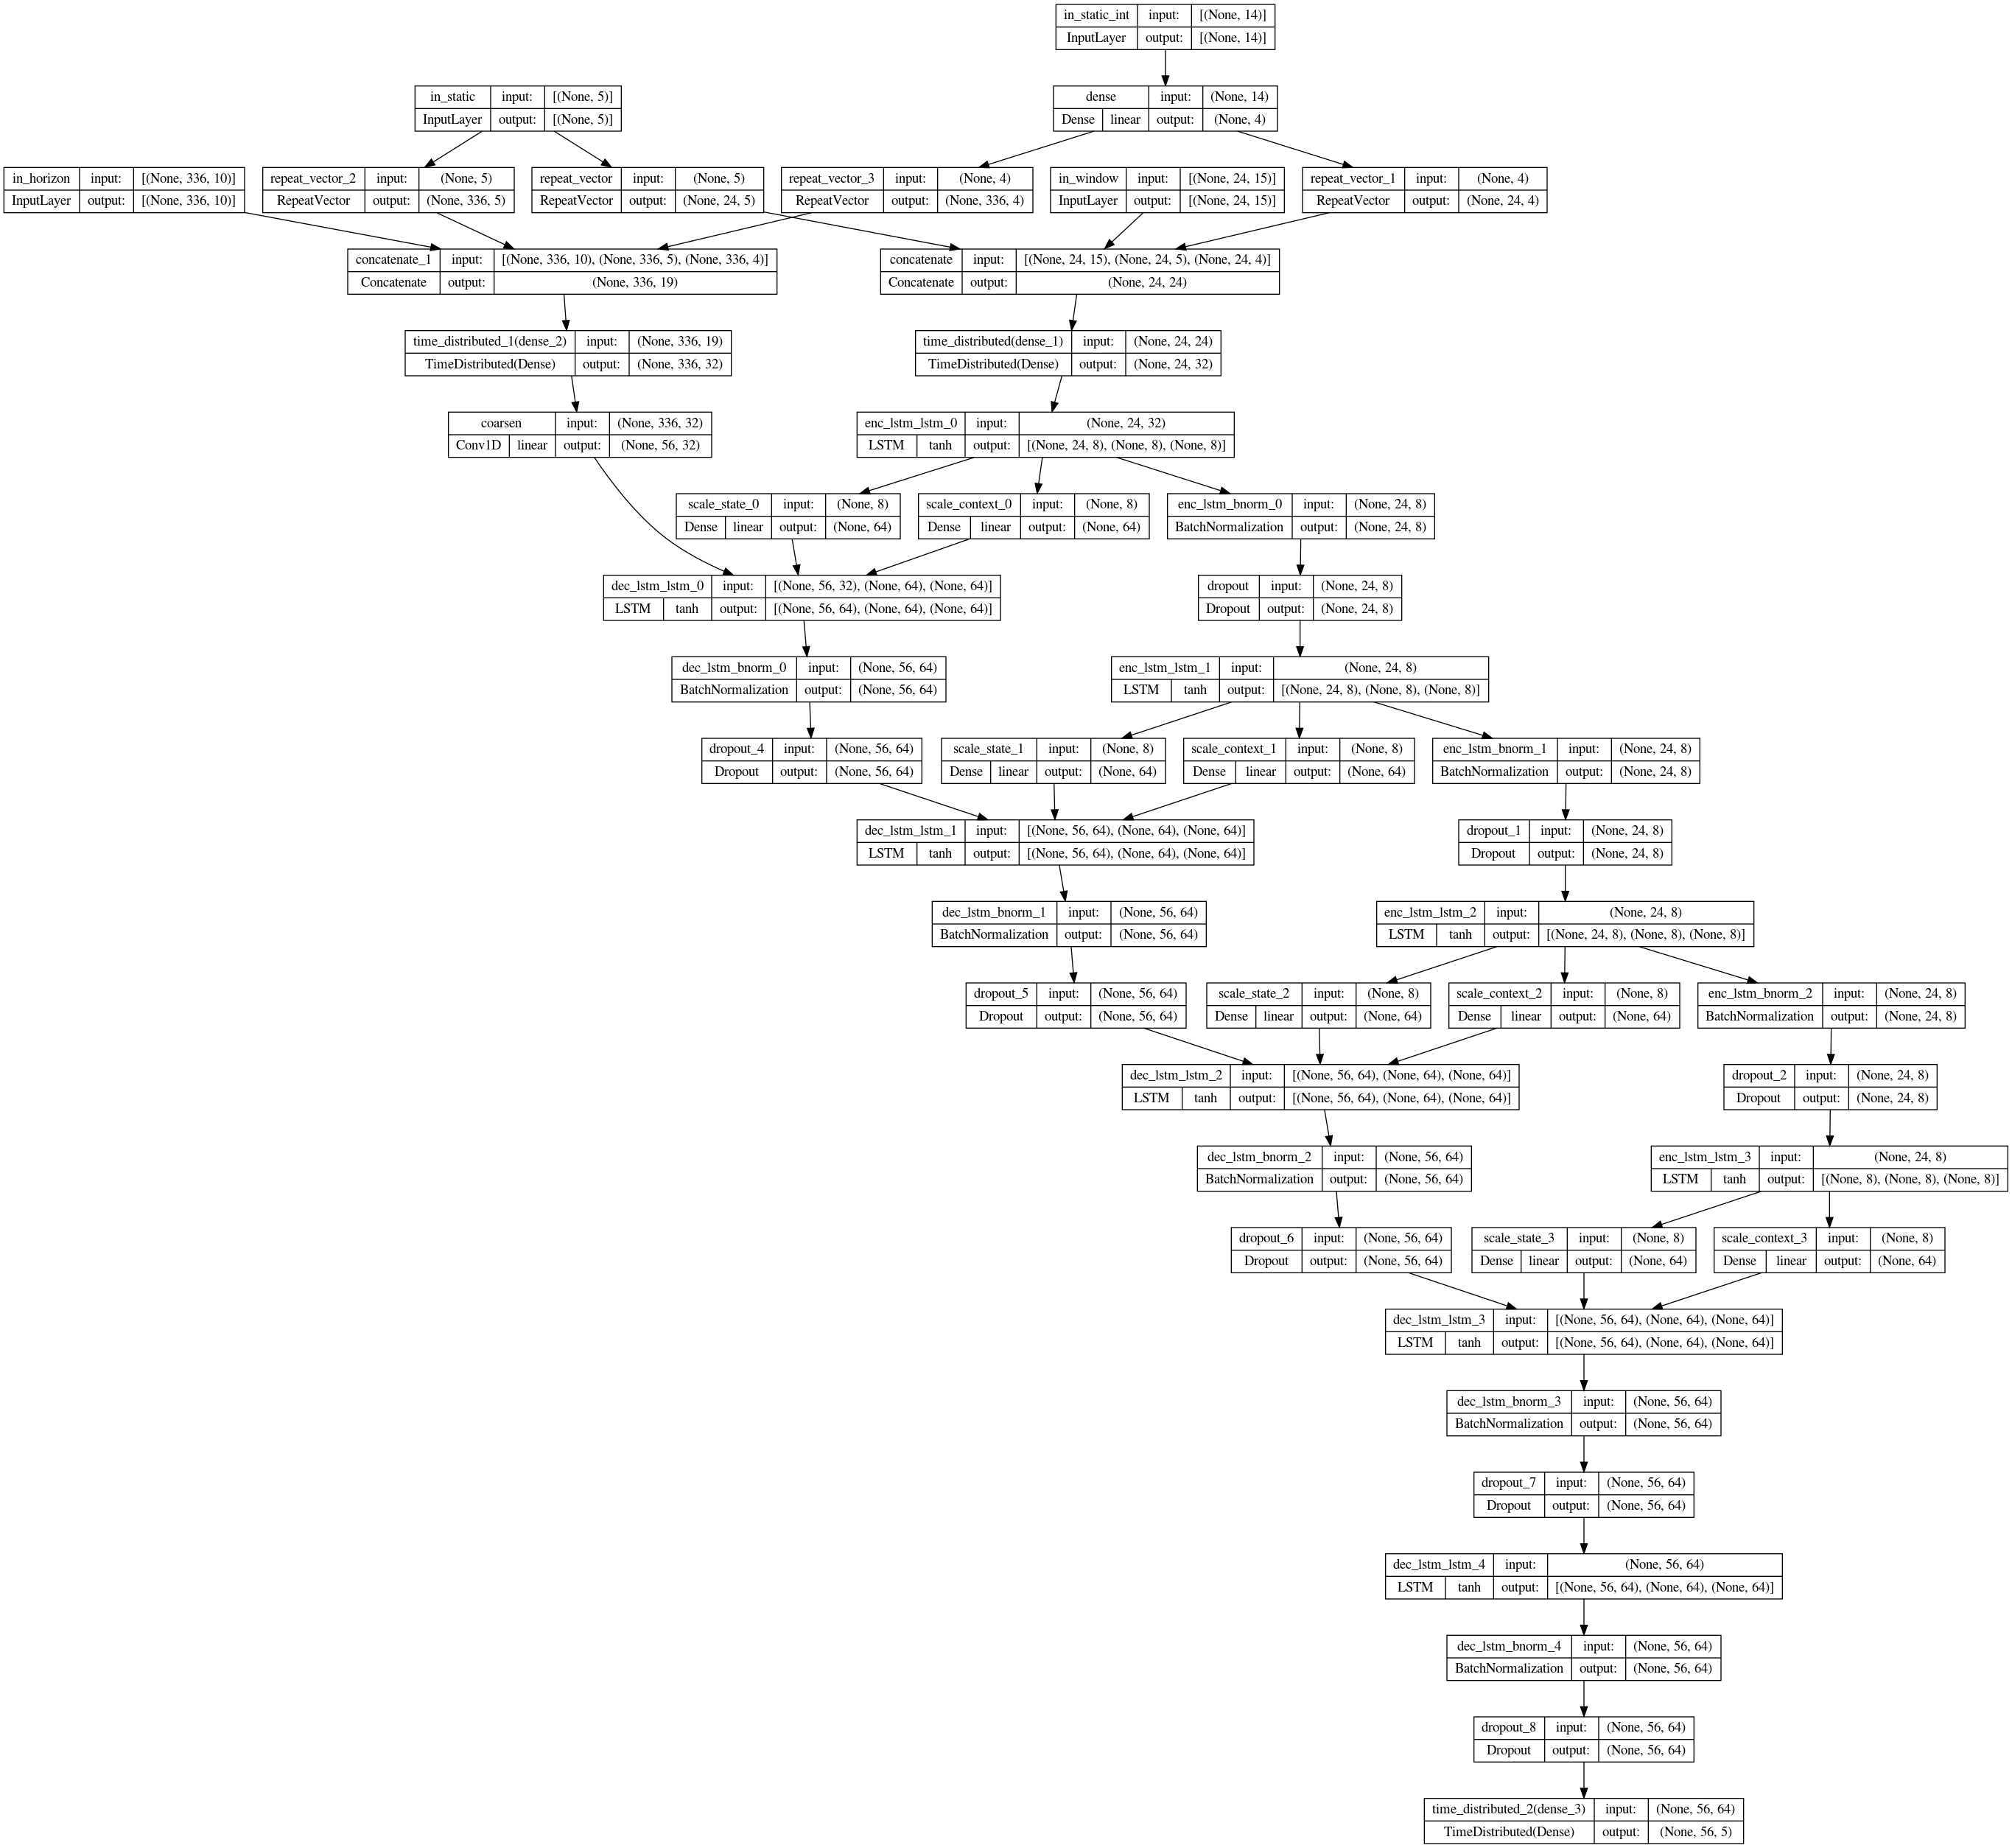 in_static_int input: [(None, 14)]
InputLayer output: [(None, 14)]
in_static input: [(None, 5)]
InputLayer output: [(None, 5)]
dense input: (None, 14)
Dense linear output: (None, 4)
in_horizon input: [(None, 336, 10)]
InputLayer output: [(None, 336, 10)]
repeat_vector_2 input: (None, 5)
RepeatVector output: (None, 336, 5)
repeat_vector input: (None, 5)
RepeatVector output: (None, 24, 5)
repeat_vector_3 input: (None, 4)
RepeatVector output: (None, 336, 4)
in_window input: [(None, 24, 15)]
InputLayer output: [(None, 24, 15)]
repeat_vector_1 input: (None, 4)
RepeatVector output: (None, 24, 4)
concatenate_1 input: [(None, 336, 10), (None, 336, 5), (None, 336, 4)]
Concatenate output: (None, 336, 19)
concatenate input: [(None, 24, 15), (None, 24, 5), (None, 24, 4)]
Concatenate output: (None, 24, 24)
time_distributed_1(dense_2) input: (None, 336, 19)
TimeDistributed(Dense) output: (None, 336, 32)
time_distributed(dense_1) input: (None, 24, 24)
TimeDistributed(Dense) output: (None, 24, 32)
coarsen input: (None, 336, 32)
Conv1D linear output: (None, 56, 32)
enc_lstm_lstm_0 input: (None, 24, 32)
LSTM tanh output: [(None, 24, 8), (None, 8), (None, 8)]
scale_state_0 input: (None, 8)
Dense linear output: (None, 64)
scale_context_0 input: (None, 8)
Dense linear output: (None, 64)
enc_lstm_bnorm_0 input: (None, 24, 8)
BatchNormalization output: (None, 24, 8)
dec_lstm_lstm_0 input: [(None, 56, 32), (None, 64), (None, 64)]
LSTM tanh output: [(None, 56, 64), (None, 64), (None, 64)]
dropout input: (None, 24, 8)
Dropout output: (None, 24, 8)
dec_lstm_bnorm_0 input: (None, 56, 64)
BatchNormalization output: (None, 56, 64)
enc_lstm_lstm_1 input: (None, 24, 8)
LSTM tanh output: [(None, 24, 8), (None, 8), (None, 8)]
dropout_4 input: (None, 56, 64)
Dropout output: (None, 56, 64)
scale_state_1 input: (None, 8)
Dense linear output: (None, 64)
scale_context_1 input: (None, 8)
Dense linear output: (None, 64)
enc_lstm_bnorm_1 input: (None, 24, 8)
BatchNormalization output: (None, 24, 8)
dec_lstm_lstm_1 input: [(None, 56, 64), (None, 64), (None, 64)]
LSTM tanh output: [(None, 56, 64), (None, 64), (None, 64)]
dropout_1 input: (None, 24, 8)
Dropout output: (None, 24, 8)
dec_lstm_bnorm_1 input: (None, 56, 64)
BatchNormalization output: (None, 56, 64)
enc_lstm_lstm_2 input: (None, 24, 8)
LSTM tanh output: [(None, 24, 8), (None, 8), (None, 8)]
dropout_5 input: (None, 56, 64)
Dropout output: (None, 56, 64)
scale_state_2 input: (None, 8)
Dense linear output: (None, 64)
scale_context_2 input: (None, 8)
Dense linear output: (None, 64)
enc_lstm_bnorm_2 input: (None, 24, 8)
BatchNormalization output: (None, 24, 8)
dec_lstm_lstm_2 input: [(None, 56, 64), (None, 64), (None, 64)]
LSTM tanh output: [(None, 56, 64), (None, 64), (None, 64)]
dropout_2 input: (None, 24, 8)
Dropout output: (None, 24, 8)
dec_lstm_bnorm_2 input: (None, 56, 64)
BatchNormalization output: (None, 56, 64)
enc_lstm_lstm_3 input: (None, 24, 8)
LSTM tanh output: [(None, 8), (None, 8), (None, 8)]
dropout_6 input: (None, 56, 64)
Dropout output: (None, 56, 64)
scale_state_3 input: (None, 8)
Dense linear output: (None, 64)
scale_context_3 input: (None, 8)
Dense linear output: (None, 64)
dec_lstm_lstm_3 input: [(None, 56, 64), (None, 64), (None, 64)]
LSTM tanh output: [(None, 56, 64), (None, 64), (None, 64)]
dec_lstm_bnorm_3 input: (None, 56, 64)
BatchNormalization output: (None, 56, 64)
dropout_7 input: (None, 56, 64)
Dropout output: (None, 56, 64)
dec_lstm_lstm_4 input: (None, 56, 64)
LSTM tanh output: [(None, 56, 64), (None, 64), (None, 64)]
dec_lstm_bnorm_4 input: (None, 56, 64)
BatchNormalization output: (None, 56, 64)
dropout_8 input: (None, 56, 64)
Dropout output: (None, 56, 64)
time_distributed_2(dense_3) input: (None, 56, 64)
TimeDistributed(Dense) output: (None, 56, 5)